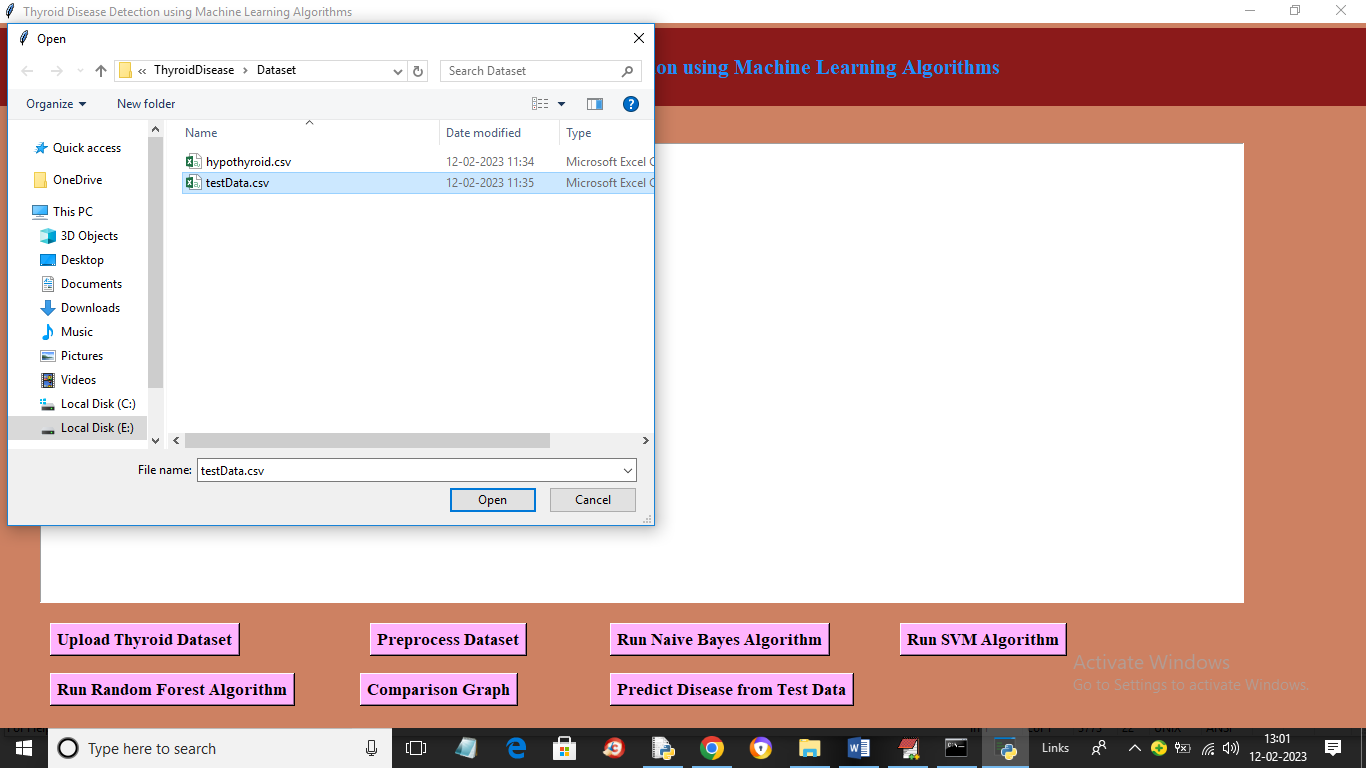 Thyroid Disease Detection using Machine Learning Algorithms
Open
on using Machine Learning Algorithms
« ThyroidDisease > Dataset
Search Dataset
Organize
New folder
Name
Date modified
Type
Quick access
hypothyroid.csv
12-02-2023 11:34
Microsoft Excel C
OneDrive
testData.csv
12-02-2023 11:35
Microsoft Excel C
This PC
3D Objects
Desktop
Documents
Downloads
Music
Pictures
Videos
Local Disk (C:)
Local Disk (E:)
File name:
testData.csv
Open
Cancel
Upload Thyroid Dataset
Preprocess Dataset
Run Naive Bayes Algorithm
Run SVM Algorithm
Run Random Forest Algorithm
Comparison Graph
Predict Disease from Test Data
Activate Windows
Go to Settings to activate Windows.
Type here to search
Links
13:01
12-02-2023